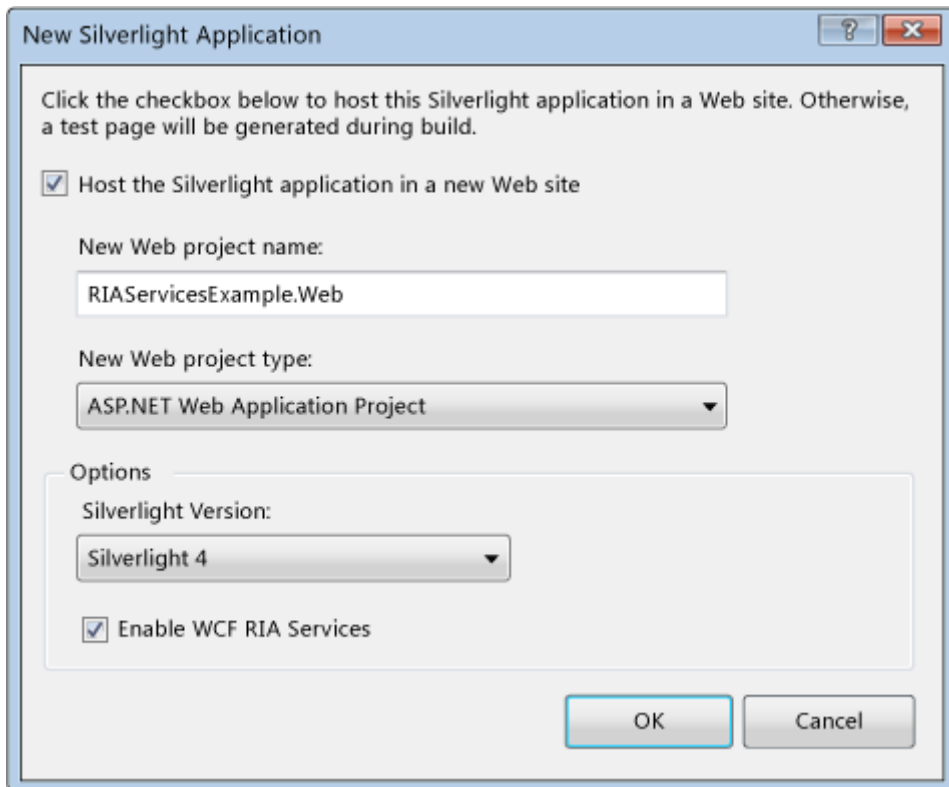 New Silverlight Application
Click the checkbox below to host this Silverlight application in a Web site. Otherwise,
a test page will be generated during build.
Host the Silverlight application in a new Web site
New Web project name:
RIAServicesExample.Web
New Web project type:
ASP.NET Web Application Project
Options
Silverlight Version:
Silverlight 4
Enable WCF RIA Services
OK Cancel